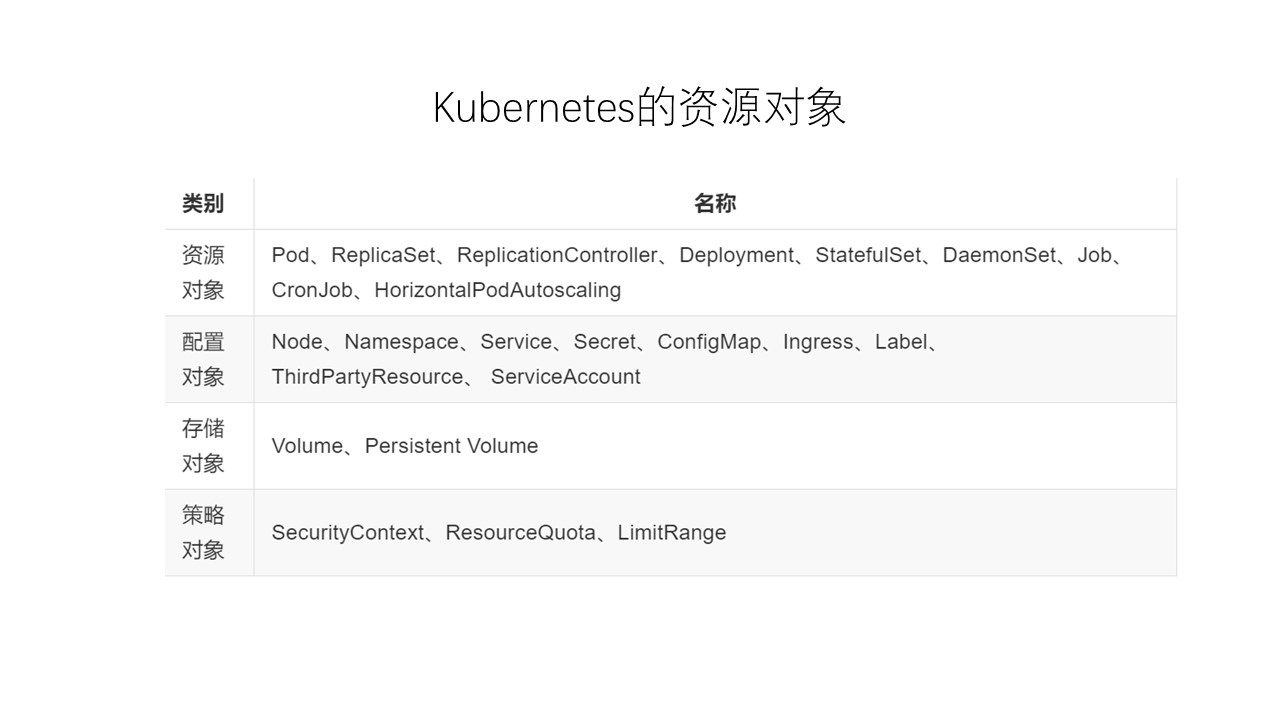 Kubernetes的资源对象
类别 名称
资源
对象
Pod、ReplicaSet、ReplicationController、Deployment、StatefulSet、DaemonSet、Job、
CronJob、HorizontalPodAutoscaling
配置
对象
Node、Namespace、Service、Secret、ConfigMap、Ingress、Label、
ThirdPartyResource、 ServiceAccount
存储
对象
Volume、Persistent Volume
策略
对象
SecurityContext、ResourceQuota、LimitRange